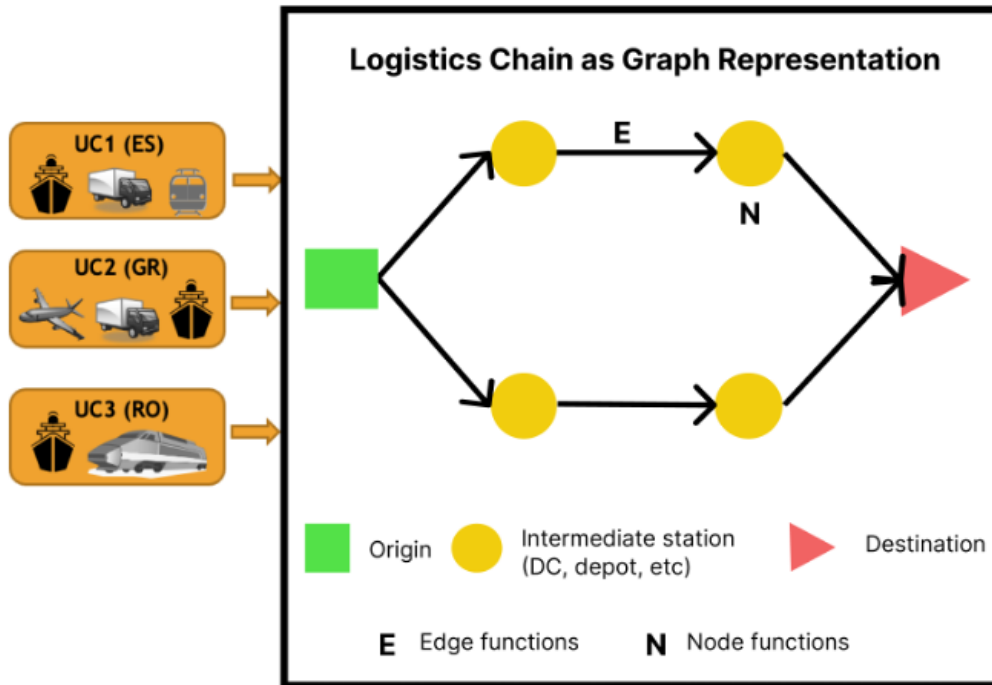 Logistics Chain as Graph Representation
UC1 (ES)
UC2 (GR)
UC3 (RO)
E
N
Origin
Intermediate station
(DC, depot, etc)
Destination
E Edge functions
N Node functions